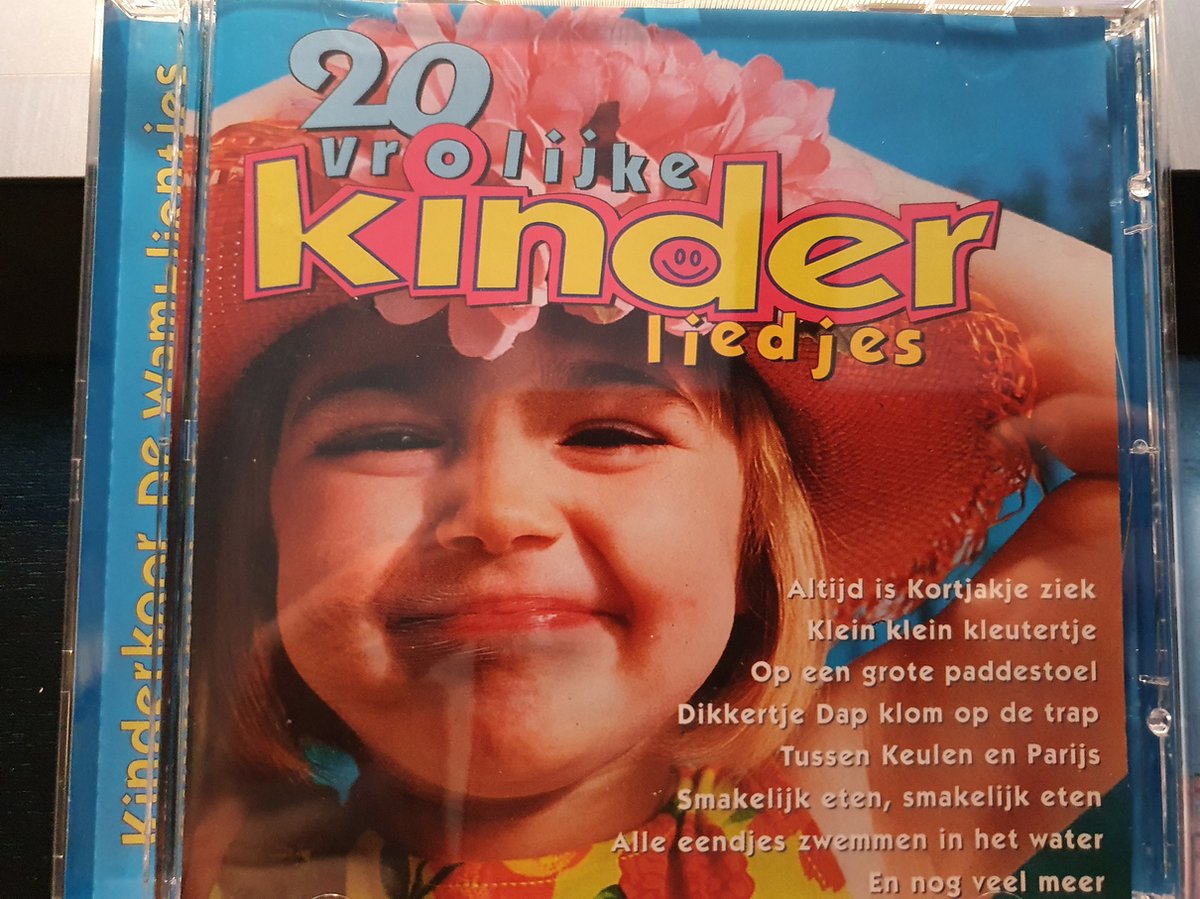 20
vrolijke
kinder
liedjes
Altijd is Kortjakje ziek
Klein klein kleutertje
Op een grote paddestoel
Dikkertje Dap klom op de trap
Tussen Keulen en Parijs
Smakelijk eten, smakelijk eten
Alle eendjes zwemmen in het water
En nog veel meer
Kinderkoor De Wami-lientjes